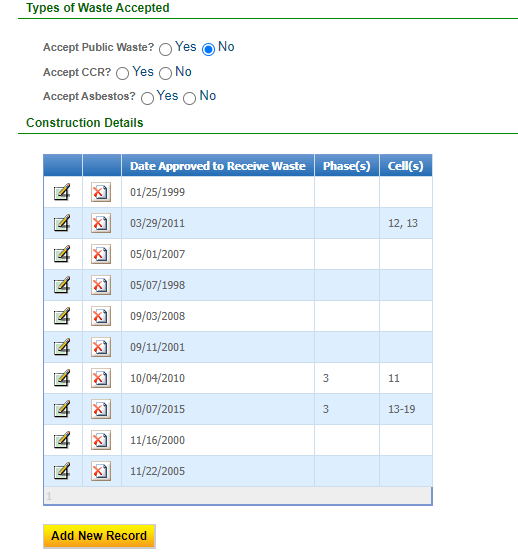 Types of Waste Accepted
Accept Public Waste? Yes No
Accept CCR? Yes No
Accept Asbestos? Yes No
Construction Details
Date Approved to Receive Waste Phase(s) Cell(s)
01/25/1999
03/29/2011 12, 13
05/01/2007
05/07/1998
09/03/2008
09/11/2001
10/04/2010 3 11
10/07/2015 3 13-19
11/16/2000
11/22/2005
1
Add New Record